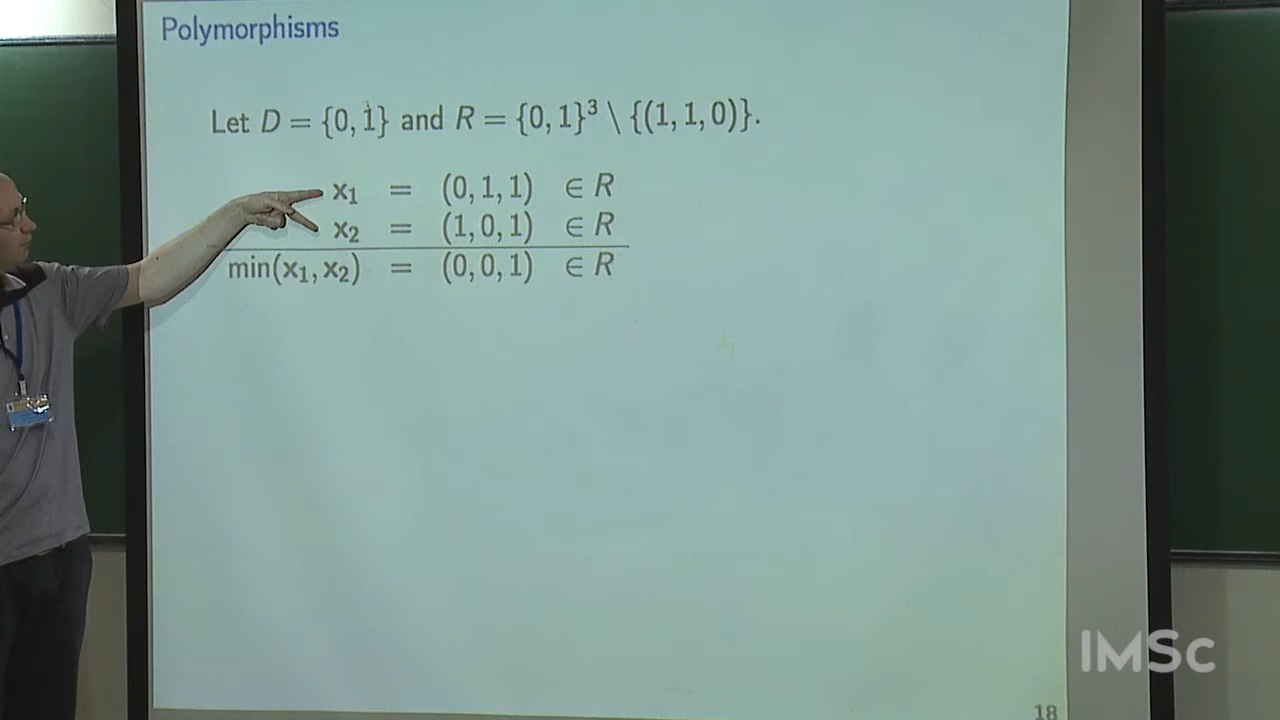 Polymorphisms
Let D = {0, 1} and R = {0, 1}³ \ {(1, 1, 0)}.
x₁ = (0, 1, 1) ∈ R
x₂ = (1, 0, 1) ∈ R
min(x₁, x₂) = (0, 0, 1) ∈ R
IMSc
18